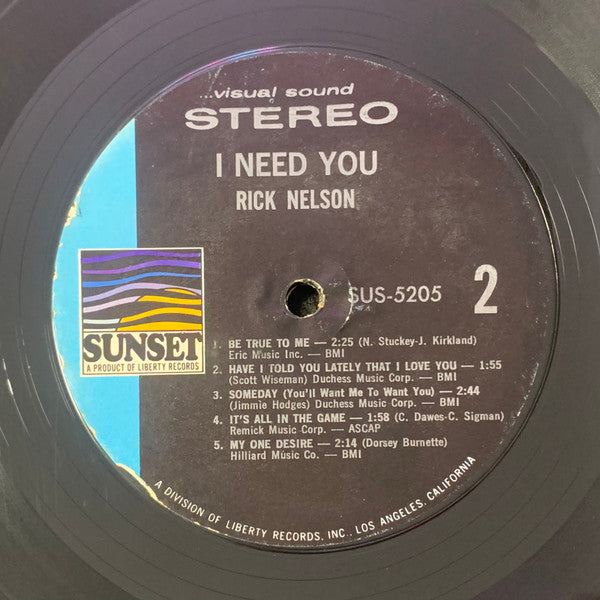 ...visual sound
STEREO
I NEED YOU
RICK NELSON
SUS-5205
2
SUNSET
A PRODUCT OF LIBERTY RECORDS
1. BE TRUE TO ME — 2:25 (N. Stuckey-J. Kirkland)
Eric Music Inc. — BMI
2. HAVE I TOLD YOU LATELY THAT I LOVE YOU — 1:55
(Scott Wiseman) Duchess Music Corp. — BMI
3. SOMEDAY (You'll Want Me To Want You) — 2:44
(Jimmie Hodges) Duchess Music Corp. — BMI
4. IT'S ALL IN THE GAME — 1:58 (C. Dawes-C. Sigman)
Remick Music Corp. — ASCAP
5. MY ONE DESIRE — 2:14 (Dorsey Burnette)
Hilliard Music Co. — BMI
A DIVISION OF LIBERTY RECORDS, INC., LOS ANGELES, CALIFORNIA